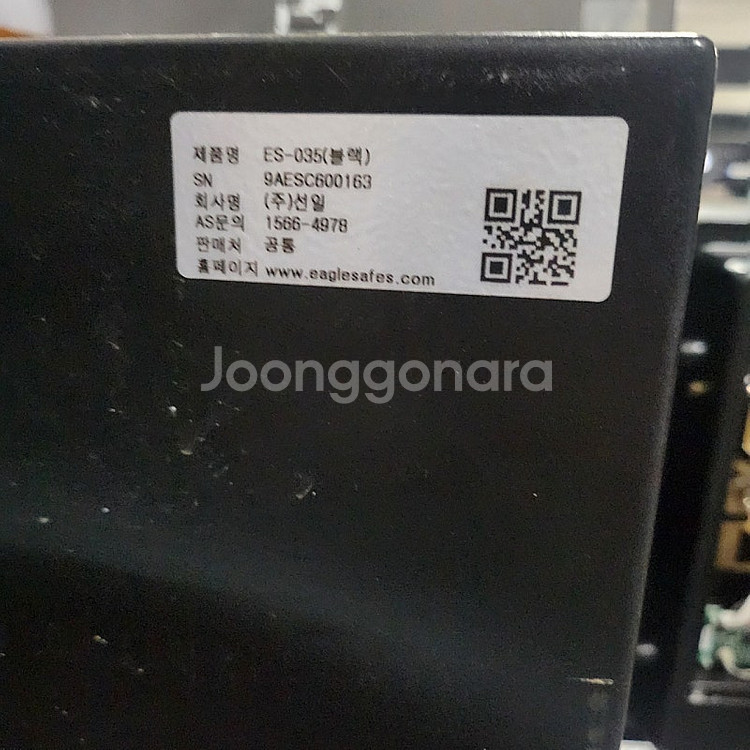 제품명 ES-035(블랙)
SN 9AESC600163
회사명 (주)선일
AS문의 1566-4978
판매처 공통
홈페이지 www.eaglesafes.com
Joonggonara